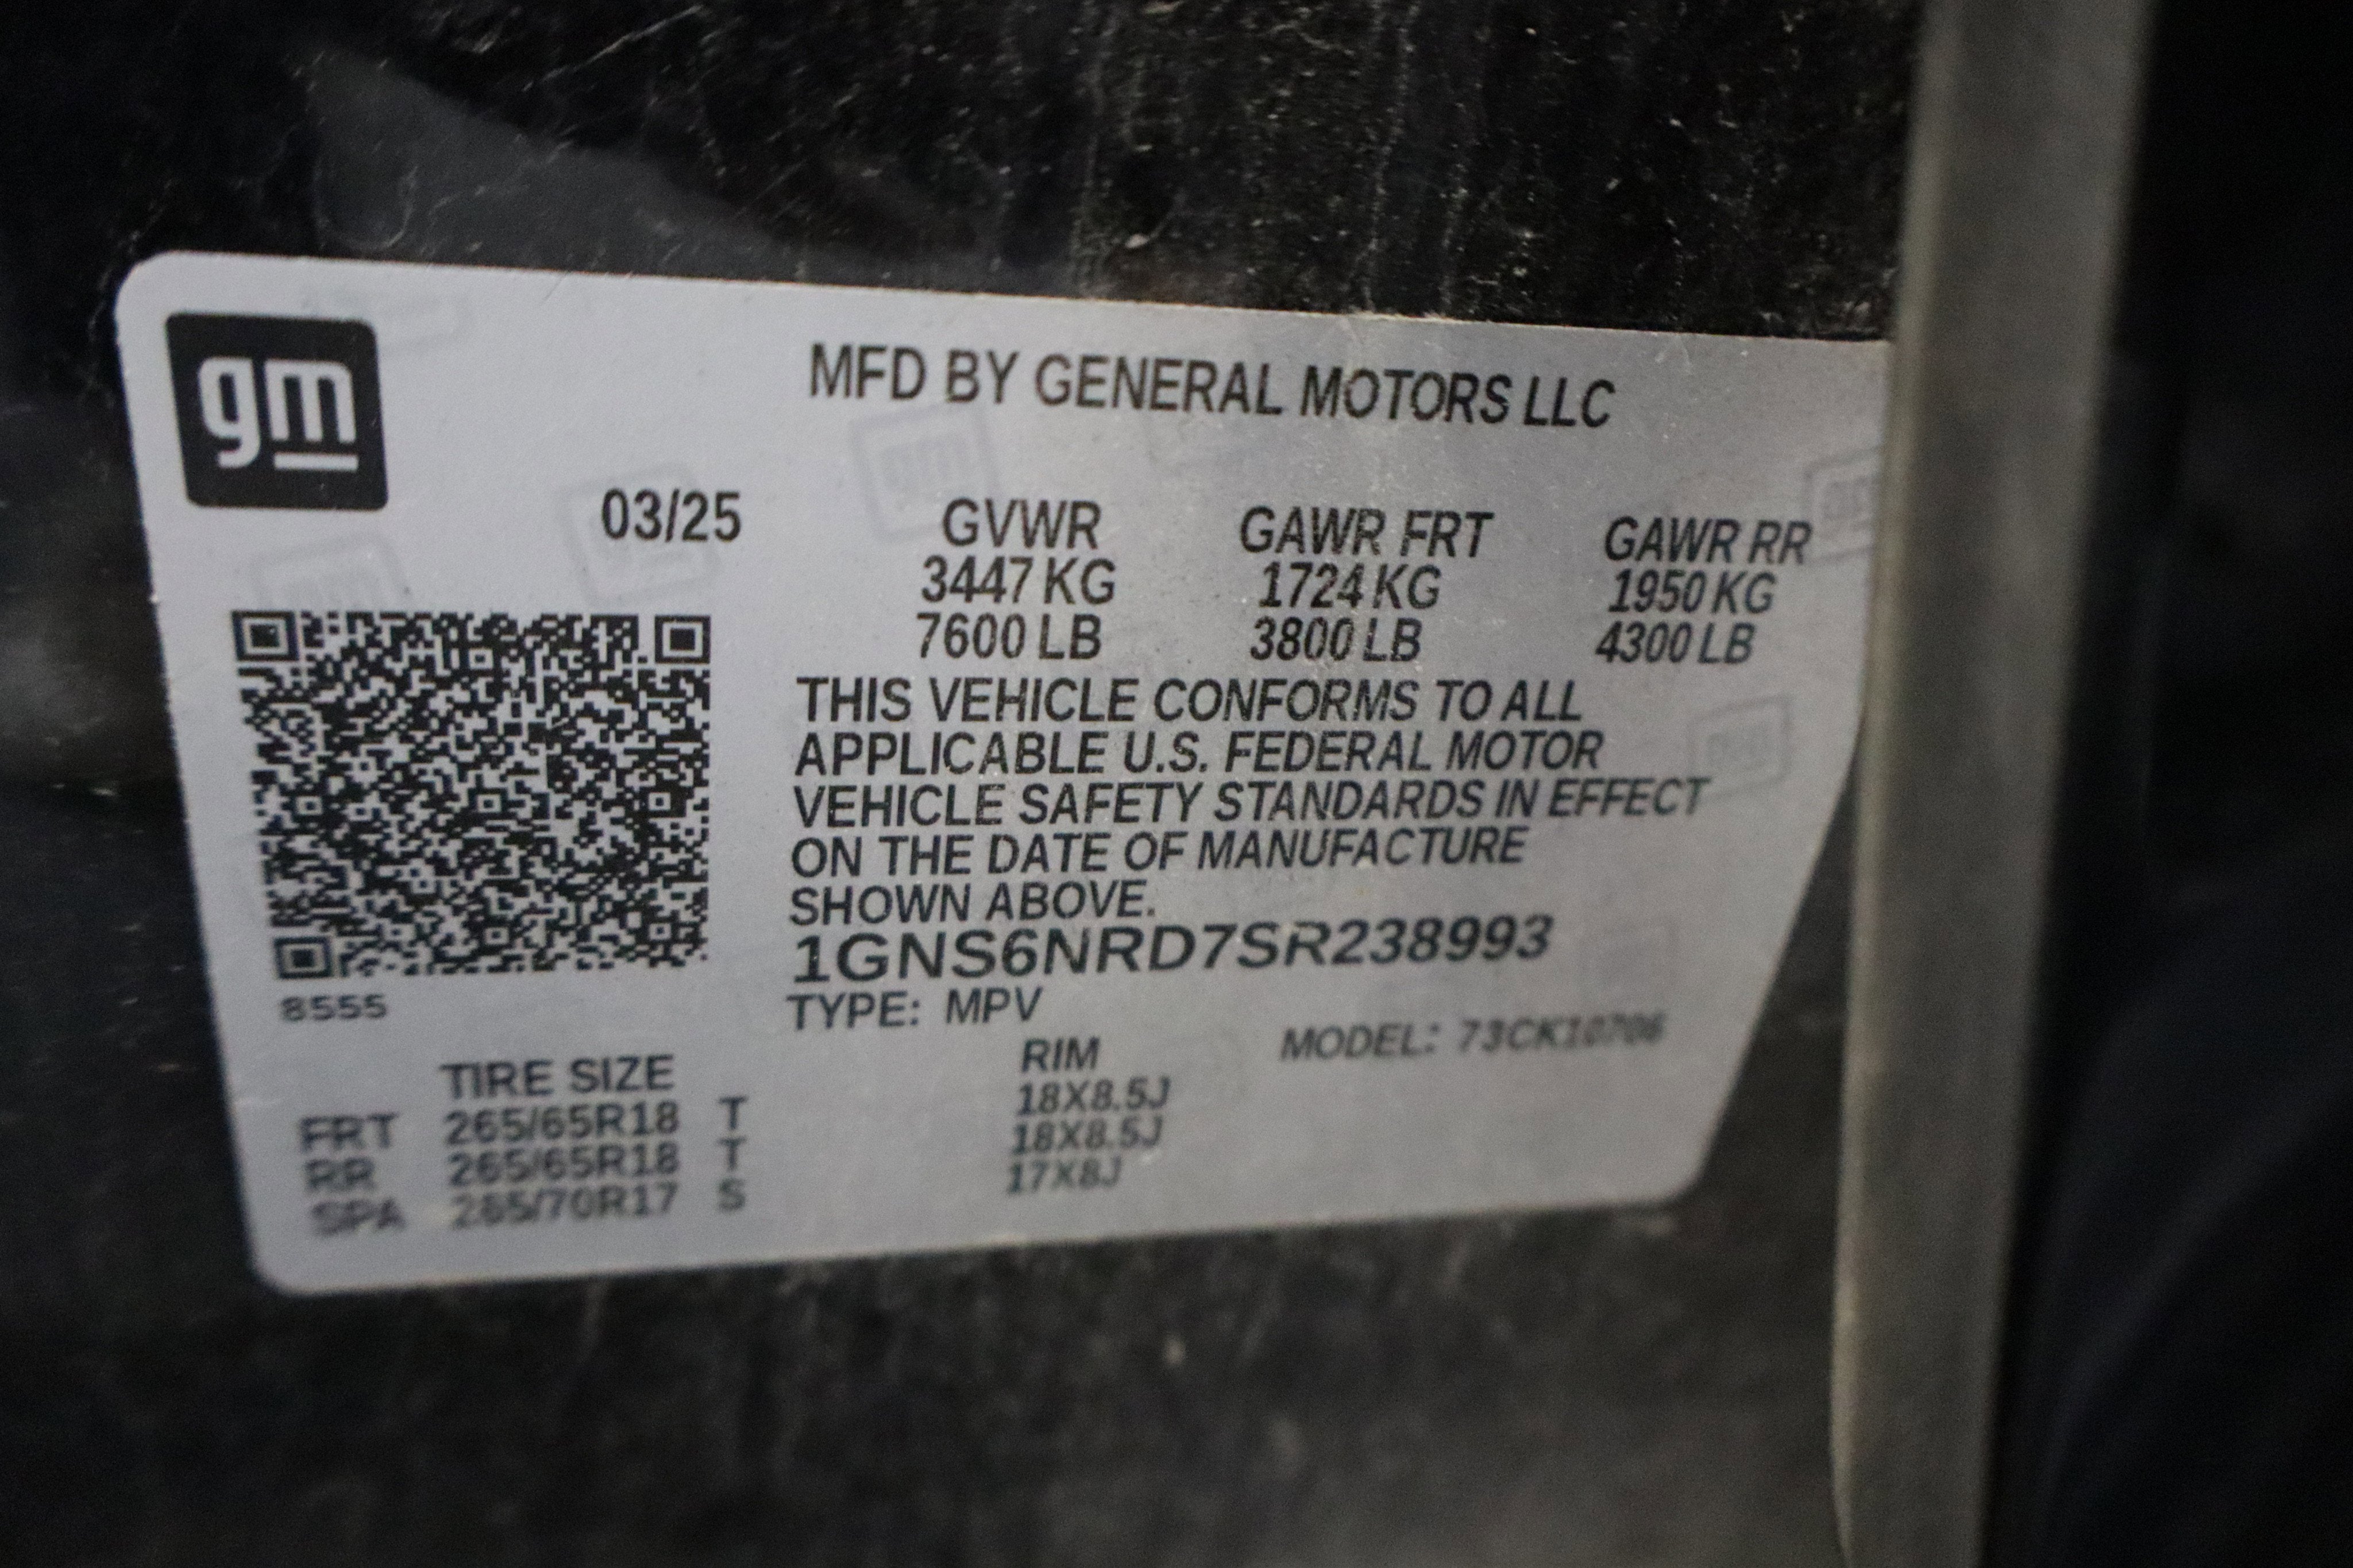 gm
MFD BY GENERAL MOTORS LLC
03/25 GVWR GAWR FRT GAWR RR
3447 KG 1724 KG 1950 KG
7600 LB 3800 LB 4300 LB
THIS VEHICLE CONFORMS TO ALL
APPLICABLE U.S. FEDERAL MOTOR
VEHICLE SAFETY STANDARDS IN EFFECT
ON THE DATE OF MANUFACTURE
SHOWN ABOVE.
1GNS6NRD7SR238993
8555 TYPE: MPV
MODEL: 73CK10706
TIRE SIZE RIM
FRT 265/65R18 T 18X8.5J
RR 265/65R18 T 18X8.5J
SPA 265/70R17 S 17X8J